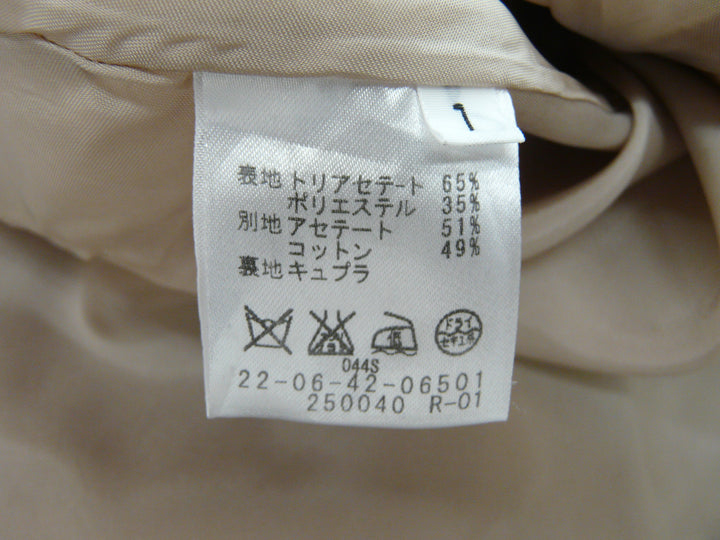 1
表地 トリアセテート 65%
ポリエステル 35%
別地 アセテート 51%
コットン 49%
裏地 キュプラ
ドライ
セキユ系
044S
22-06-42-06501
250040 R-01